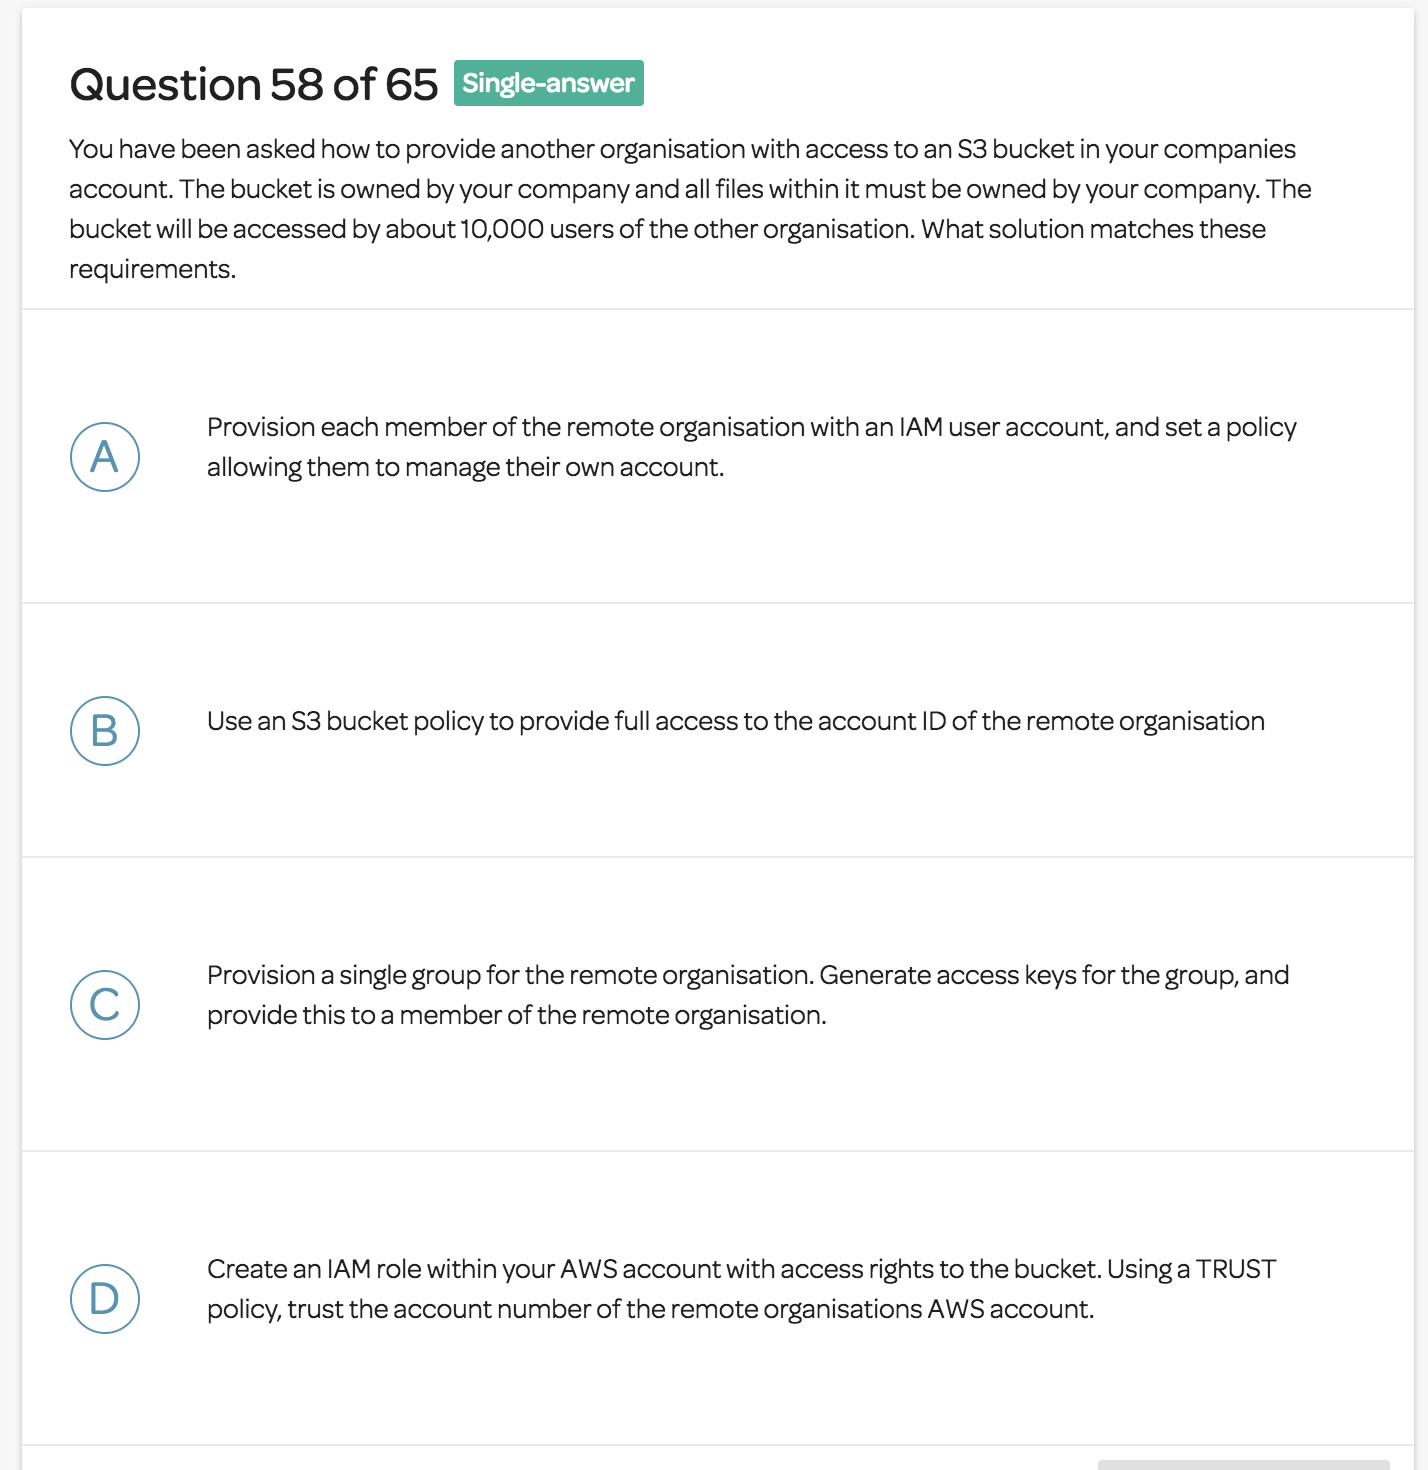 Question 58 of 65 Single-answer
You have been asked how to provide another organisation with access to an S3 bucket in your companies
account. The bucket is owned by your company and all files within it must be owned by your company. The
bucket will be accessed by about 10,000 users of the other organisation. What solution matches these
requirements.
A
Provision each member of the remote organisation with an IAM user account, and set a policy
allowing them to manage their own account.
B
Use an S3 bucket policy to provide full access to the account ID of the remote organisation
C
Provision a single group for the remote organisation. Generate access keys for the group, and
provide this to a member of the remote organisation.
D
Create an IAM role within your AWS account with access rights to the bucket. Using a TRUST
policy, trust the account number of the remote organisations AWS account.